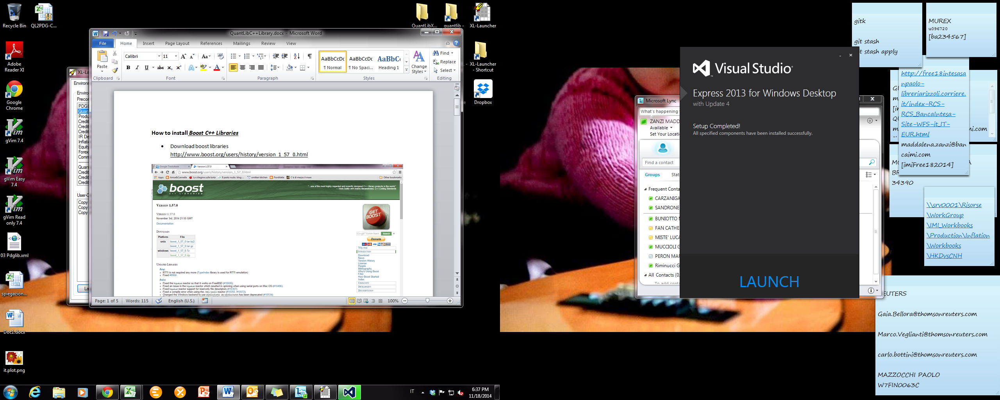 Recycle Bin
QL2PDG-C...
Adobe
Reader XI
Google
Chrome
gVim 7.4
gVim Easy
7.4
gVim Read
only 7.4
03 Pdglib.xml
spiegazion...
Doc1.docx
it.plot.png
QuantLibX...
quantlib -
XL-Launcher
XL-Launcher
- Shortcut
Dropbox
QuantLibC++Library.docx - Microsoft Word
File Home Insert Page Layout References Mailings Review View
Calibri 11
Paste
Clipboard Font Paragraph Styles Editing
AaBbCcDc AaBbCcDc AaBbCc
¶ Normal ¶ No Spaci... Heading 1
Change
Styles
Find
Replace
Select
How to install Boost C++ Libraries
• Download boost libraries
http://www.boost.org/users/history/version_1_57_0.html
Google Traduttore Version 1.57.0
www.boost.org/users/history/version_1_57_0.html
Apps Anice&Cannella La ciliegina sulla torta Il pasto nudo. blog ... smitten kitchen Fiordilatte C'è di mezzo il mare Other bookmarks
boost
C++ LIBRARIES
"...one of the most highly regarded and expertly designed C++ library projects in the world."
— Herb Sutter and Andrei Alexandrescu, C++ Coding Standards
Version 1.57.0
Version 1.57.0
November 3rd, 2014 21:55 GMT
Documentation
Downloads
Platform File
unix boost_1_57_0.tar.bz2
boost_1_57_0.tar.gz
windows boost_1_57_0.7z
boost_1_57_0.zip
Updated Libraries
Any:
RTTI is not required any more (TypeIndex library is used for RTTI emulation)
Fixed #8958
Asio:
Fixed the kqueue reactor so that it works on FreeBSD (#10606).
Fixed an issue in the kqueue reactor which resulted in spinning when using serial ports on Mac OS (#10496).
Fixed kqueue reactor support for read-only file descriptors (#10367).
Fixed a compile error when using the /dev/poll reactor (#10350, #10572).
Changed the Windows backend to use WSASocketW, as WSASocketA has been deprecated (#10534).
GET
BOOST
Google Custom Search Search
Donate
Welcome
Introduction
Download
News
Version History
License
People
Bibliography
Who's Using Boost
FAQ
How Boost Started
Index
Community
Development
Documentation
Page: 1 of 5 Words: 115 English (U.S.) 100%
XL-La
Environ
Enviro
Precor
PDGL
Quan
Produ
Credit
Credit
Credit
IR De
Inflati
Equity
Forex
Comm
Quan
Credit
Credit
Credit
User-C
Copy
Copy
Copy
La
IT
6:37 PM
11/18/2014
Microsoft Lync
What's happening
ZANZI MADD
Available
Set Your Locati
Find a contact
Groups Stat
Frequent Conta
CARZANIGA
SANDRONE
BUNIOTTO
FAN CATHE
MISTE' LUCA
MUCCIOLI G
PERON MAR
Riminucci G
All Contacts (0,
To add conta
Visual Studio
Express 2013 for Windows Desktop
with Update 4
Setup Completed!
All specified components have been installed successfully.
LAUNCH
gitk
git stash
t stash apply
MUREX
u096720
[ba234567]
http://free18intesasa
npaolo-
libreriarizzoli.corriere.
it/index-RCS-
RCS_BancaIntesa-
Site-WFS-it_IT-
EUR.html
maddalena.zanzi@ban
caimi.com
[imiFree182014]
mi.com
BR
34390
\\srv0001\Risorse
\WorkGroup
\IMI_Workbooks
\Production\Inflation
\Workbooks
\HKDvsCNH
EUTERS
Gaia.Bellora@thomsonreuters.com
Marco.Veglianti@thomsonreuters.com
carlo.bottini@thomsonreuters.com
MAZZOCCHI PAOLO
W7FIN0063C